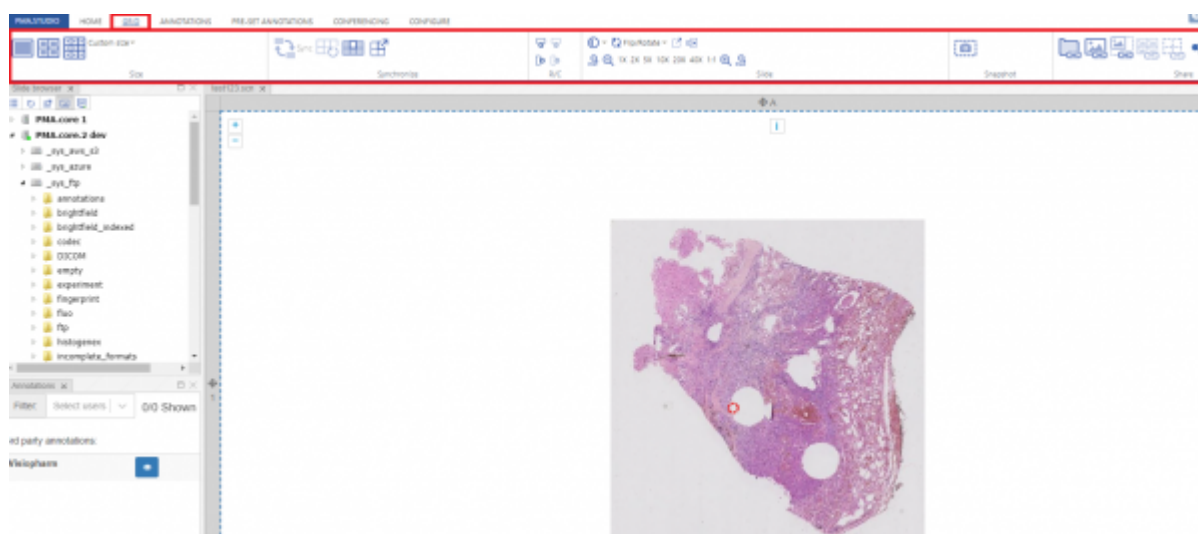 PMA.STUDIO HOME GRID ANNOTATIONS PRE-SET ANNOTATIONS CONFERENCING CONFIGURE
Custom size
Sync
Flip/Rotate
1X 2X 5X 10X 20X 40X 1:1
Size Synchronize R/C Slide Snapshot Share
Slide browser
A
PMA.core 1
PMA.core.2 dev
_sys_aws_s3
_sys_azure
_sys_ftp
annotations
brightfield
brightfield_indexed
codec
DICOM
empty
experiment
fingerprint
fluo
ftp
histogenex
incomplete_formats
Annotations
1
Filter: Select users 0/0 Shown
party annotations:
Visiopharm